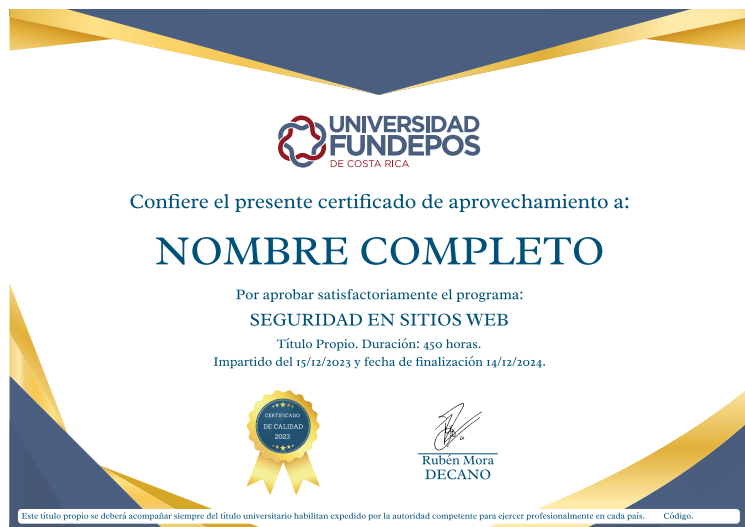 UNIVERSIDAD
FUNDEPOS
DE COSTA RICA
Confiere el presente certificado de aprovechamiento a:
NOMBRE COMPLETO
Por aprobar satisfactoriamente el programa:
SEGURIDAD EN SITIOS WEB
Título Propio. Duración: 450 horas.
Impartido del 15/12/2023 y fecha de finalización 14/12/2024.
CERTIFICADO
DE CALIDAD
2023
Rubén Mora
DECANO
Este título propio se deberá acompañar siempre del título universitario habilitan expedido por la autoridad competente para ejercer profesionalmente en cada país. Código.